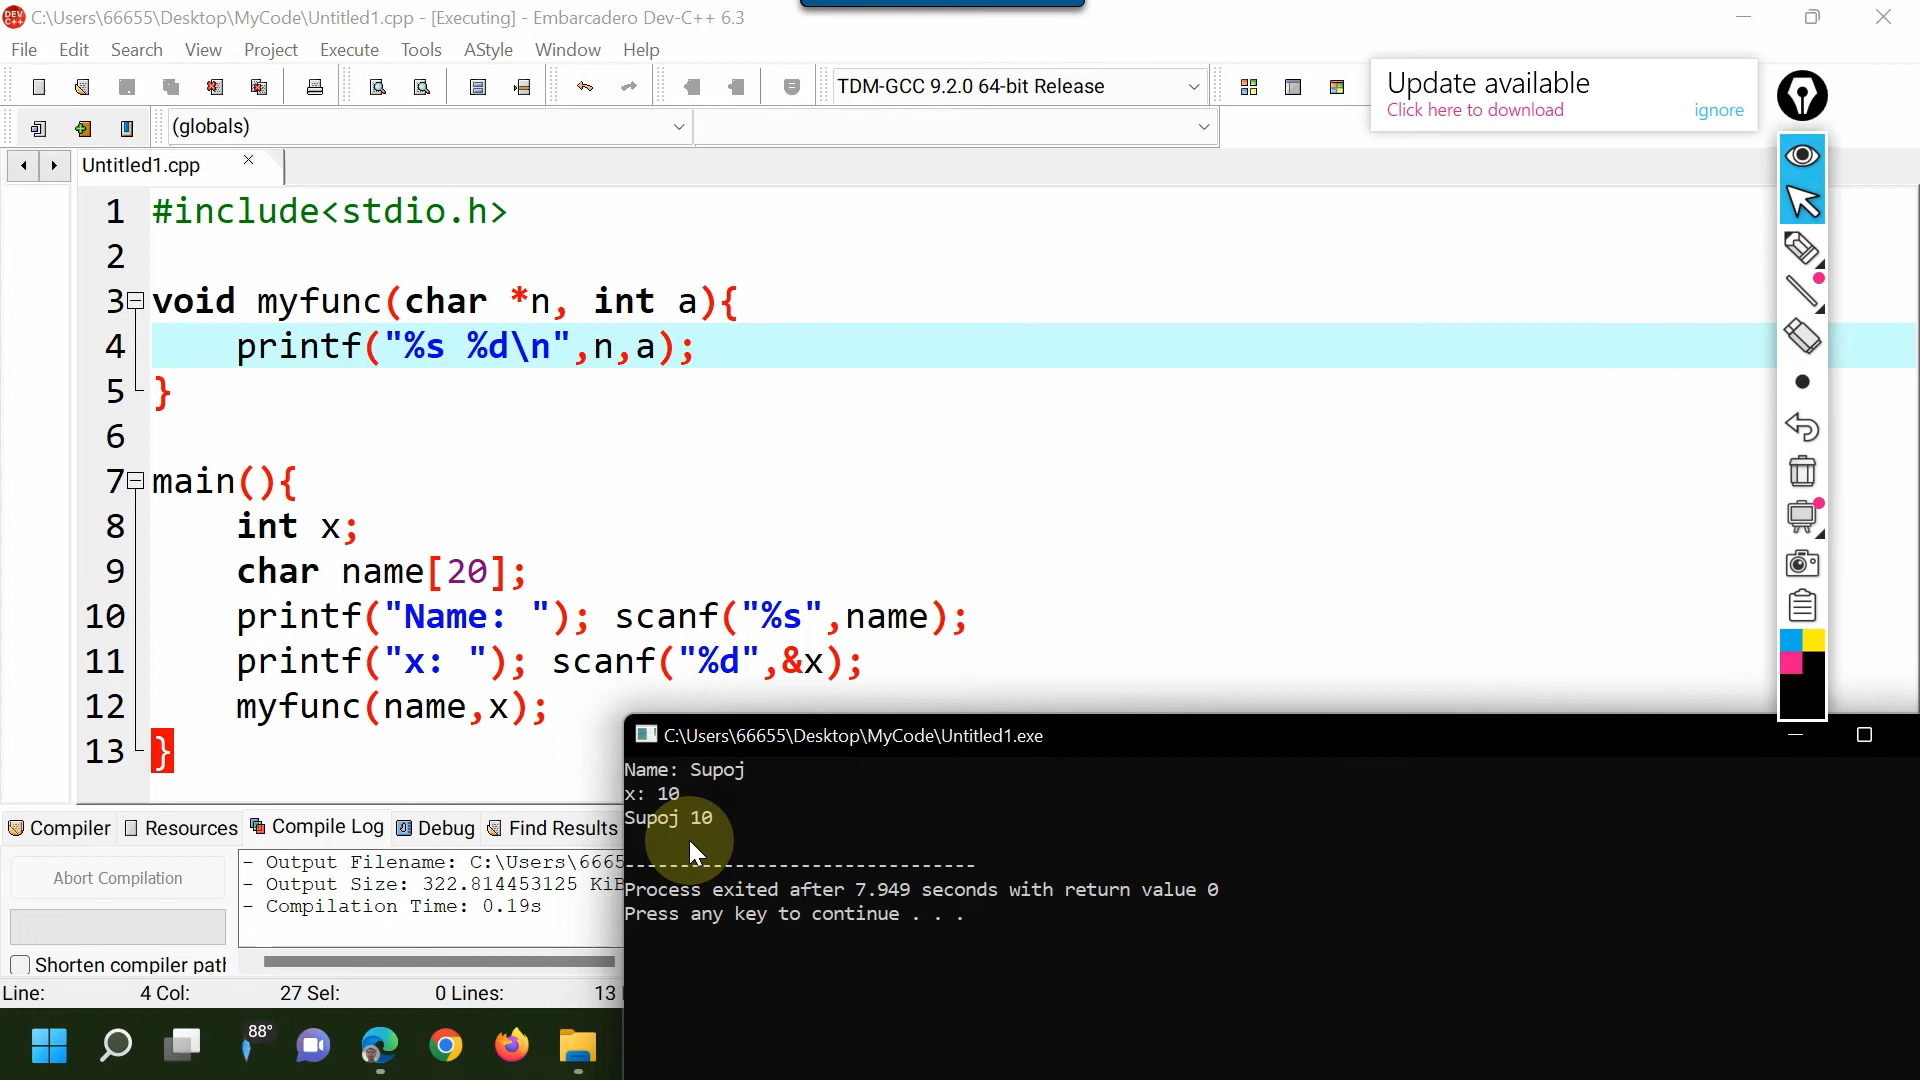 C:\Users\66655\Desktop\MyCode\Untitled1.cpp - [Executing] - Embarcadero Dev-C++ 6.3
File Edit Search View Project Execute Tools AStyle Window Help
TDM-GCC 9.2.0 64-bit Release
Update available
Click here to download ignore
(globals)
Untitled1.cpp
1 #include<stdio.h>
2
3 void myfunc(char *n, int a){
4 printf("%s %d\n",n,a);
5 }
6
7 main(){
8 int x;
9 char name[20];
10 printf("Name: "); scanf("%s",name);
11 printf("x: "); scanf("%d",&x);
12 myfunc(name,x);
13 }
C:\Users\66655\Desktop\MyCode\Untitled1.exe
Name: Supoj
x: 10
Supoj 10
--------------------------------
Process exited after 7.949 seconds with return value 0
Press any key to continue . . .
Compiler Resources Compile Log Debug Find Results
Abort Compilation
Shorten compiler path
- Output Filename: C:\Users\6665
- Output Size: 322.814453125 KiB
- Compilation Time: 0.19s
Line: 4 Col: 27 Sel: 0 Lines: 13
88°